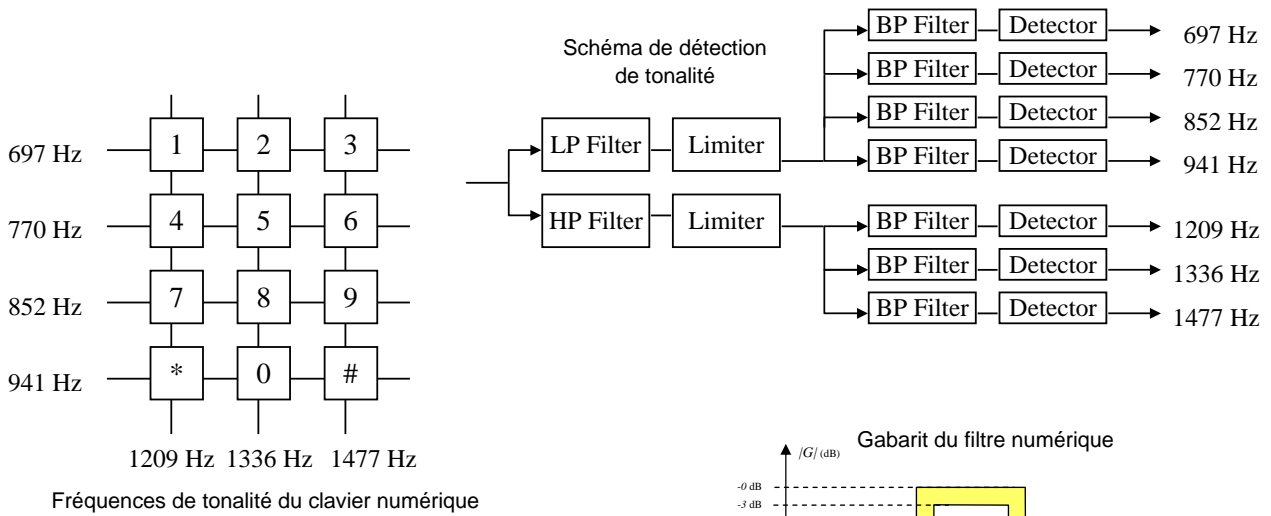 Schéma de détection
de tonalité
BP Filter Detector 697 Hz
BP Filter Detector 770 Hz
BP Filter Detector 852 Hz
BP Filter Detector 941 Hz
LP Filter Limiter
HP Filter Limiter
BP Filter Detector 1209 Hz
BP Filter Detector 1336 Hz
BP Filter Detector 1477 Hz
697 Hz 1 2 3
770 Hz 4 5 6
852 Hz 7 8 9
941 Hz * 0 #
1209 Hz 1336 Hz 1477 Hz
Fréquences de tonalité du clavier numérique
Gabarit du filtre numérique
|G| (dB)
-0 dB
-3 dB